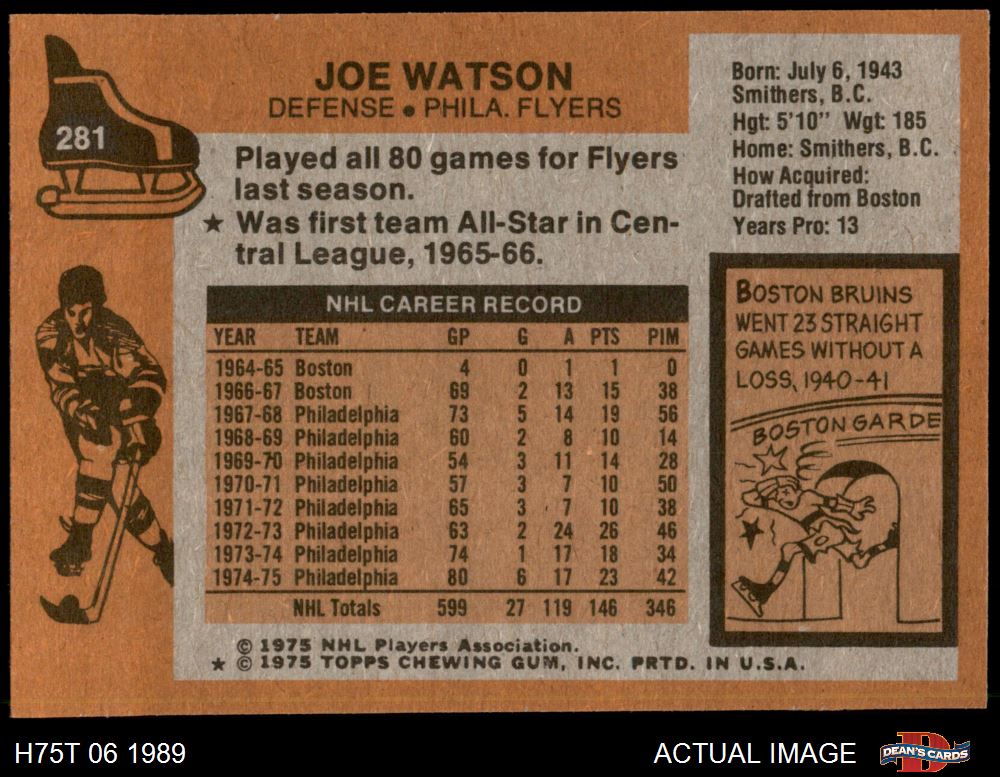 281
JOE WATSON
DEFENSE • PHILA. FLYERS
Played all 80 games for Flyers
last season.
★ Was first team All-Star in Cen-
tral League, 1965-66.
Born: July 6, 1943
Smithers, B.C.
Hgt: 5'10" Wgt: 185
Home: Smithers, B.C.
How Acquired:
Drafted from Boston
Years Pro: 13
NHL CAREER RECORD
YEAR TEAM GP G A PTS PIM
1964-65 Boston 4 0 1 1 0
1966-67 Boston 69 2 13 15 38
1967-68 Philadelphia 73 5 14 19 56
1968-69 Philadelphia 60 2 8 10 14
1969-70 Philadelphia 54 3 11 14 28
1970-71 Philadelphia 57 3 7 10 50
1971-72 Philadelphia 65 3 7 10 38
1972-73 Philadelphia 63 2 24 26 46
1973-74 Philadelphia 74 1 17 18 34
1974-75 Philadelphia 80 6 17 23 42
NHL Totals 599 27 119 146 346
BOSTON BRUINS
WENT 23 STRAIGHT
GAMES WITHOUT A
LOSS, 1940-41
BOSTON GARDE
© 1975 NHL Players Association.
★ © 1975 TOPPS CHEWING GUM, INC. PRTD. IN U.S.A.
H75T 06 1989
ACTUAL IMAGE
D
DEAN'S CARDS